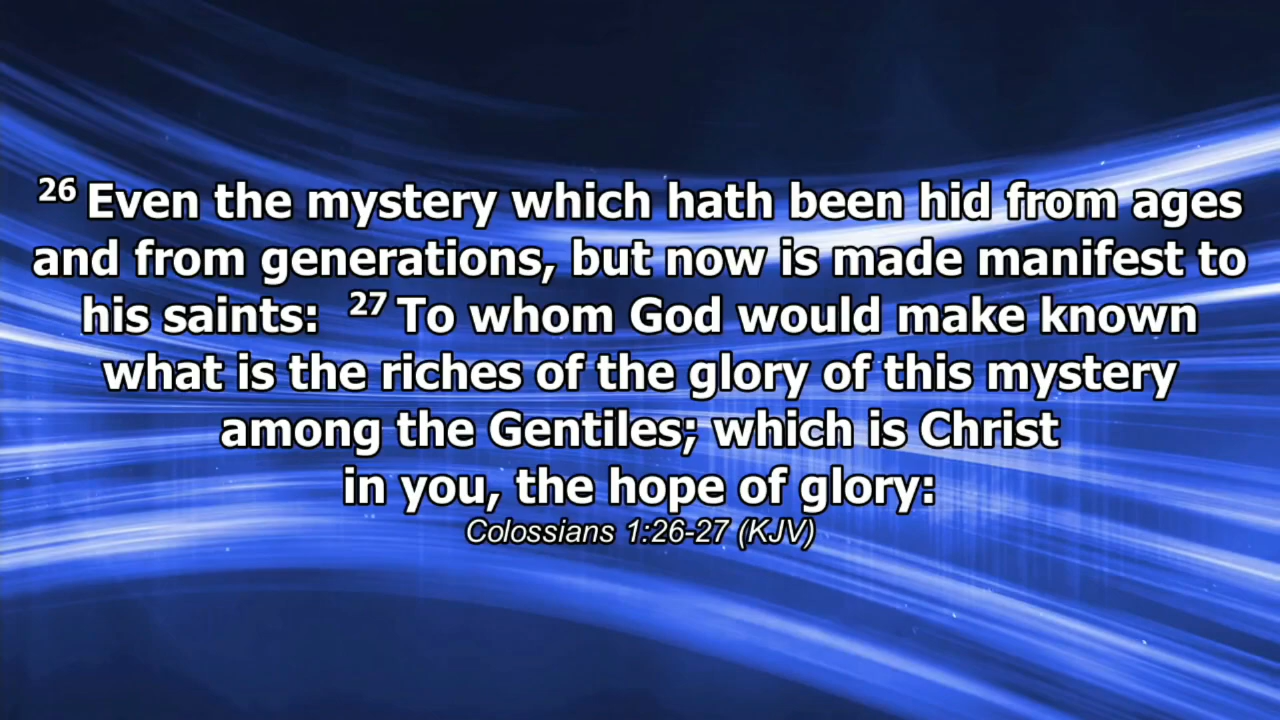 26 Even the mystery which hath been hid from ages
and from generations, but now is made manifest to
his saints: 27 To whom God would make known
what is the riches of the glory of this mystery
among the Gentiles; which is Christ
in you, the hope of glory:
Colossians 1:26-27 (KJV)